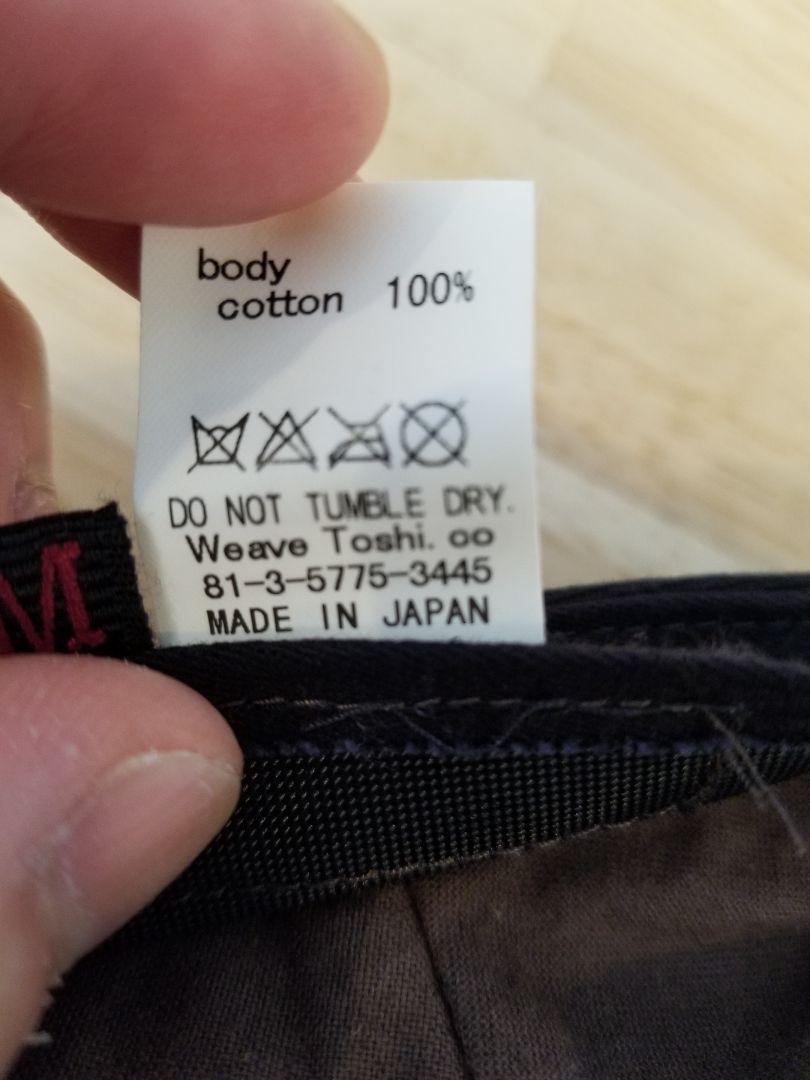 body
cotton 100%
DO NOT TUMBLE DRY.
Weave Toshi. co
81-3-5775-3445
MADE IN JAPAN
M